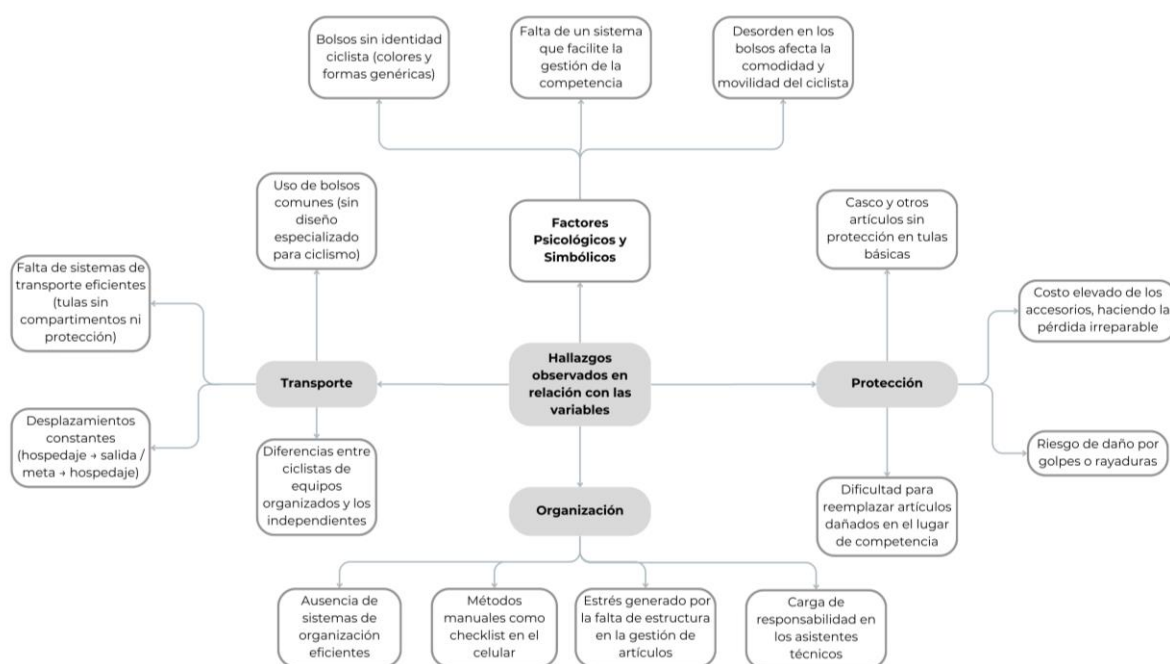 Bolsos sin identidad
ciclista (colores y
formas genéricas)
Falta de un sistema
que facilite la
gestión de la
competencia
Desorden en los
bolsos afecta la
comodidad y
movilidad del ciclista
Uso de bolsos
comunes (sin
diseño
especializado
para ciclismo)
Factores
Psicológicos y
Simbólicos
Casco y otros
artículos sin
protección en tulas
básicas
Falta de sistemas de
transporte eficientes
(tulas sin
compartimentos ni
protección)
Costo elevado de los
accesorios, haciendo la
pérdida irreparable
Transporte
Hallazgos
observados en
relación con las
variables
Protección
Desplazamientos
constantes
(hospedaje → salida /
meta → hospedaje)
Diferencias entre
ciclistas de
equipos
organizados y los
independientes
Riesgo de daño por
golpes o rayaduras
Dificultad para
reemplazar artículos
dañados en el lugar
de competencia
Organización
Ausencia de
sistemas de
organización
eficientes
Métodos
manuales como
checklist en el
celular
Estrés generado por
la falta de estructura
en la gestión de
artículos
Carga de
responsabilidad en
los asistentes
técnicos